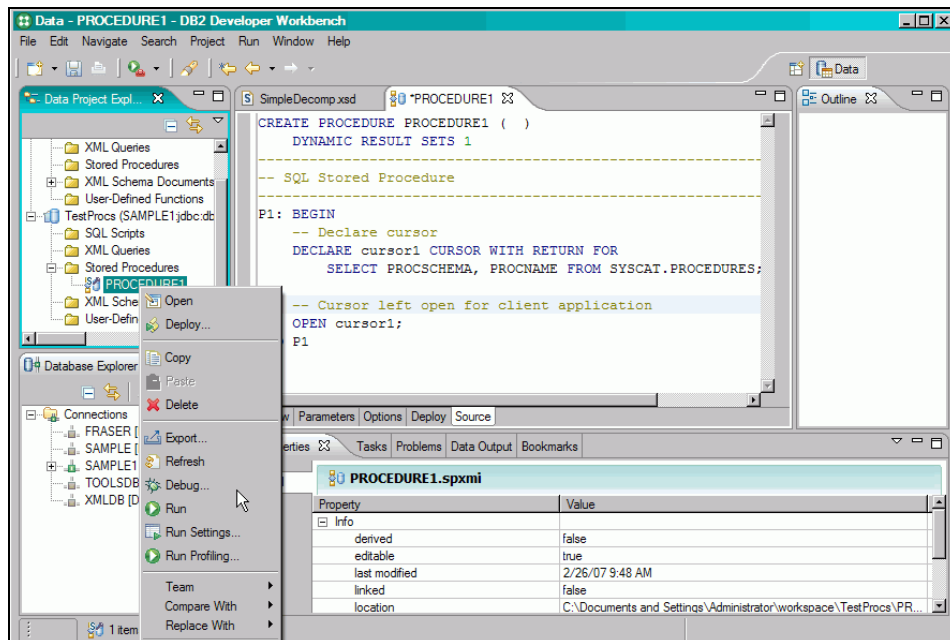 Data - PROCEDURE1 - DB2 Developer Workbench
File Edit Navigate Search Project Run Window Help
Data
Data Project Expl...
XML Queries
Stored Procedures
XML Schema Documents
User-Defined Functions
TestProcs (SAMPLE1:jdbc:db
SQL Scripts
XML Queries
Stored Procedures
PROCEDURE1
XML Sche
User-Defin
SimpleDecomp.xsd
*PROCEDURE1
CREATE PROCEDURE PROCEDURE1 ( )
DYNAMIC RESULT SETS 1
------------------------------------------------------------------------
-- SQL Stored Procedure
------------------------------------------------------------------------
P1: BEGIN
-- Declare cursor
DECLARE cursor1 CURSOR WITH RETURN FOR
SELECT PROCSCHEMA, PROCNAME FROM SYSCAT.PROCEDURES;
-- Cursor left open for client application
OPEN cursor1;
P1
w Parameters Options Deploy Source
Outline
Database Explorer
Connections
FRASER [
SAMPLE [
SAMPLE1
TOOLSDB
XMLDB [D
Open
Deploy...
Copy
Paste
Delete
Export...
Refresh
Debug...
Run
Run Settings...
Run Profiling...
Team
Compare With
Replace With
erties Tasks Problems Data Output Bookmarks
PROCEDURE1.spxmi
Property Value
Info
derived false
editable true
last modified 2/26/07 9:48 AM
linked false
location C:\Documents and Settings\Administrator\workspace\TestProcs\PR...
1 item